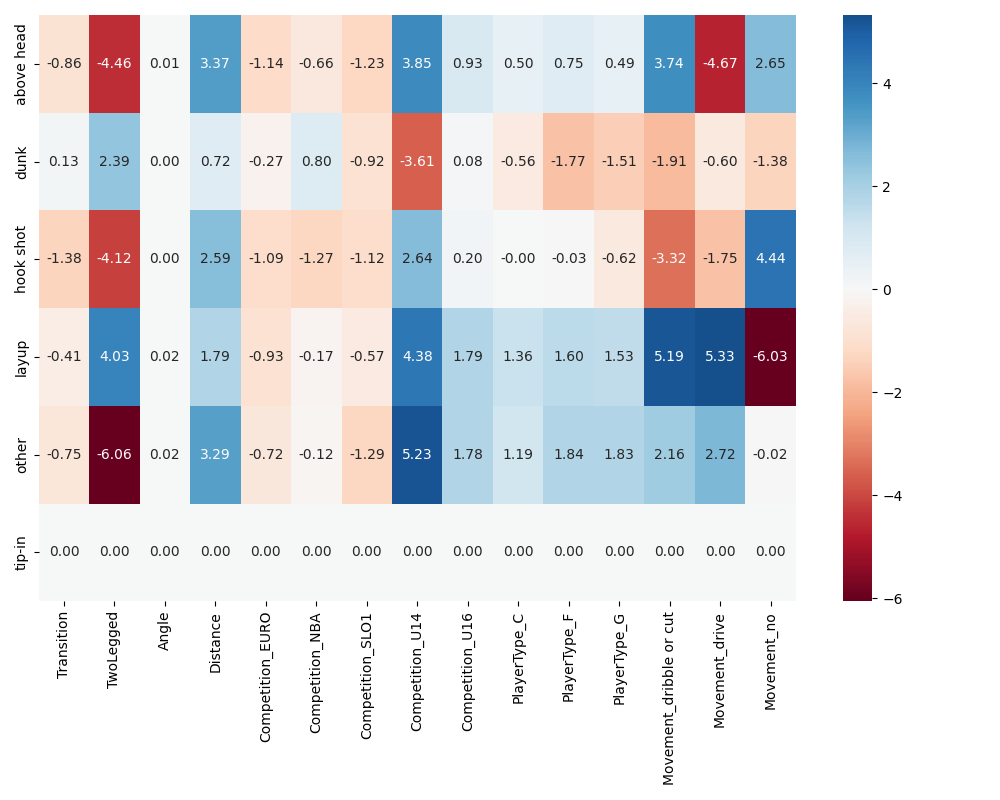 above head -0.86 -4.46 0.01 3.37 -1.14 -0.66 -1.23 3.85 0.93 0.50 0.75 0.49 3.74 -4.67 2.65
dunk 0.13 2.39 0.00 0.72 -0.27 0.80 -0.92 -3.61 0.08 -0.56 -1.77 -1.51 -1.91 -0.60 -1.38
hook shot -1.38 -4.12 0.00 2.59 -1.09 -1.27 -1.12 2.64 0.20 -0.00 -0.03 -0.62 -3.32 -1.75 4.44
layup -0.41 4.03 0.02 1.79 -0.93 -0.17 -0.57 4.38 1.79 1.36 1.60 1.53 5.19 5.33 -6.03
other -0.75 -6.06 0.02 3.29 -0.72 -0.12 -1.29 5.23 1.78 1.19 1.84 1.83 2.16 2.72 -0.02
tip-in 0.00 0.00 0.00 0.00 0.00 0.00 0.00 0.00 0.00 0.00 0.00 0.00 0.00 0.00 0.00
Transition
TwoLegged
Angle
Distance
Competition_EURO
Competition_NBA
Competition_SLO1
Competition_U14
Competition_U16
PlayerType_C
PlayerType_F
PlayerType_G
Movement_dribble or cut
Movement_drive
Movement_no
4
2
0
−2
−4
−6